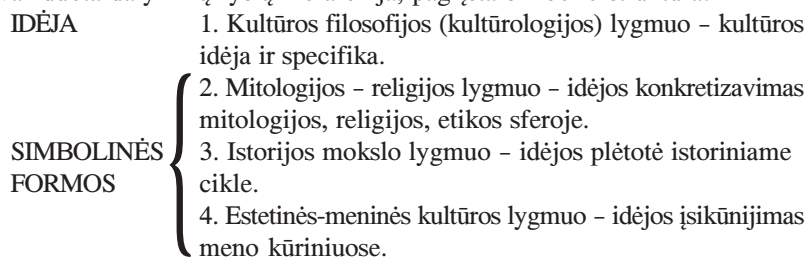 IDĖJA 1. Kultūros filosofijos (kultūrologijos) lygmuo – kultūros
idėja ir specifika.
2. Mitologijos – religijos lygmuo – idėjos konkretizavimas
mitologijos, religijos, etikos sferoje.
SIMBOLINĖS 3. Istorijos mokslo lygmuo – idėjos plėtotė istoriniame
FORMOS cikle.
4. Estetinės-meninės kultūros lygmuo – idėjos įsikūnijimas
meno kūriniuose.